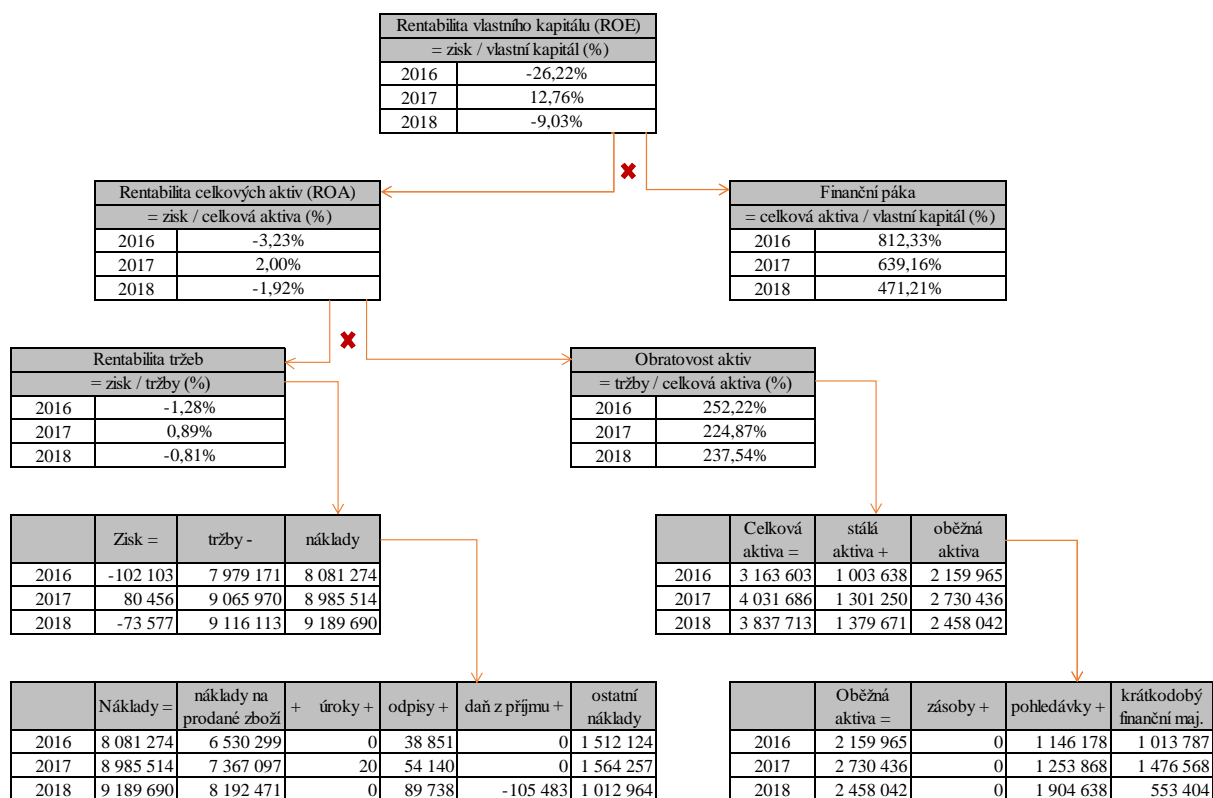 Rentabilita vlastního kapitálu (ROE)
= zisk / vlastní kapitál (%)
2016 -26,22%
2017 12,76%
2018 -9,03%
Rentabilita celkových aktiv (ROA)
= zisk / celková aktiva (%)
2016 -3,23%
2017 2,00%
2018 -1,92%
Finanční páka
= celková aktiva / vlastní kapitál (%)
2016 812,33%
2017 639,16%
2018 471,21%
Rentabilita tržeb
= zisk / tržby (%)
2016 -1,28%
2017 0,89%
2018 -0,81%
Obratovost aktiv
= tržby / celková aktiva (%)
2016 252,22%
2017 224,87%
2018 237,54%
Zisk = tržby - náklady
2016 -102 103 7 979 171 8 081 274
2017 80 456 9 065 970 8 985 514
2018 -73 577 9 116 113 9 189 690
Celková stálá oběžná
aktiva = aktiva + aktiva
2016 3 163 603 1 003 638 2 159 965
2017 4 031 686 1 301 250 2 730 436
2018 3 837 713 1 379 671 2 458 042
náklady na ostatní
Náklady = prodané zboží + úroky + odpisy + daň z příjmu + náklady
2016 8 081 274 6 530 299 0 38 851 0 1 512 124
2017 8 985 514 7 367 097 20 54 140 0 1 564 257
2018 9 189 690 8 192 471 0 89 738 -105 483 1 012 964
Oběžná krátkodobý
aktiva = zásoby + pohledávky + finanční maj.
2016 2 159 965 0 1 146 178 1 013 787
2017 2 730 436 0 1 253 868 1 476 568
2018 2 458 042 0 1 904 638 553 404